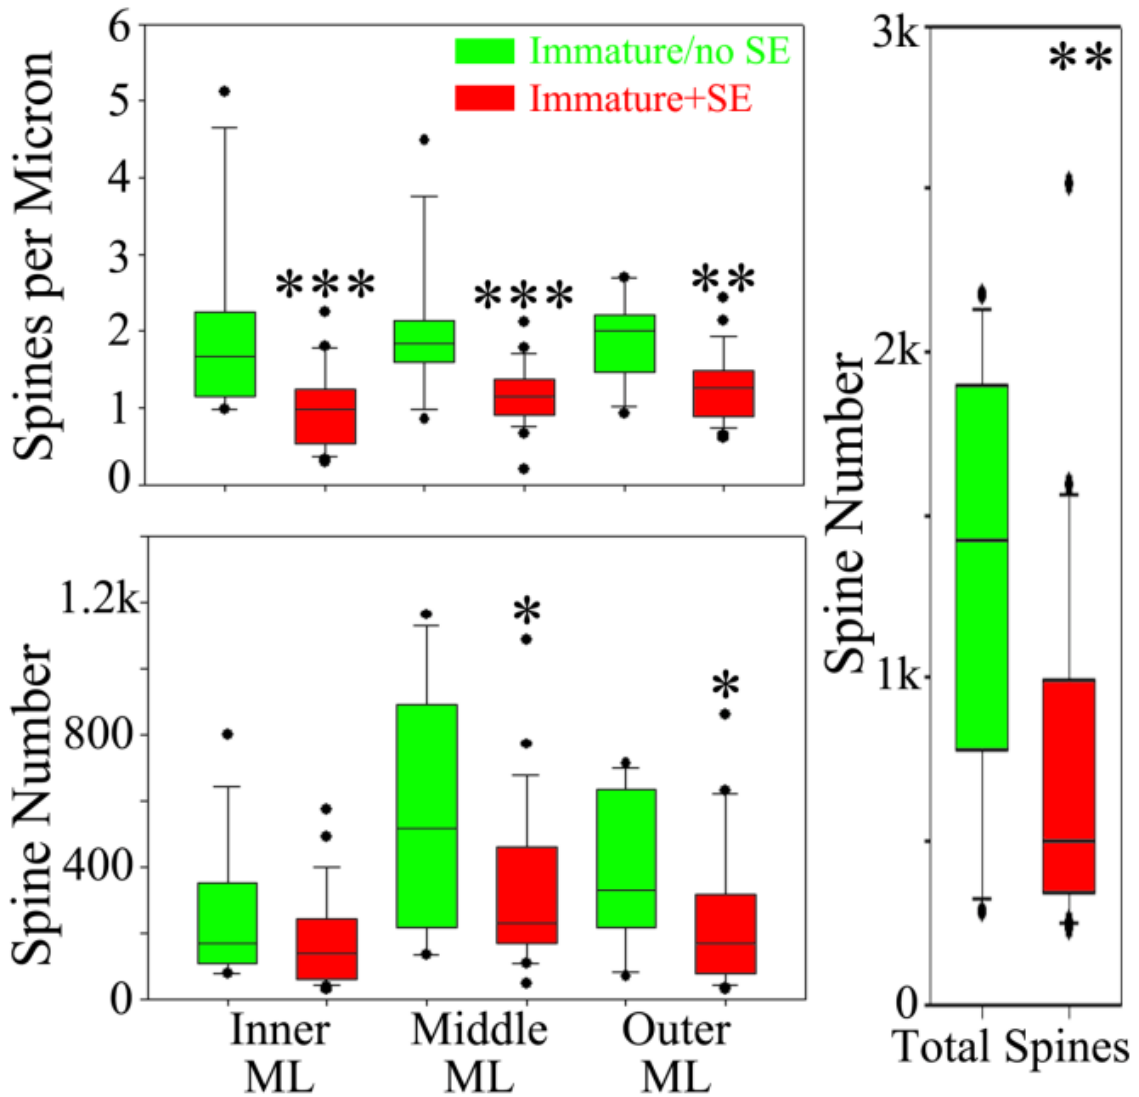 Spines per Micron
6
5
4
3
2
1
0
Immature/no SE
Immature+SE
***
***
**
Spine Number
1.2k
800
400
0
*
*
Inner ML
Middle ML
Outer ML
Spine Number
3k
2k
1k
0
**
Total Spines